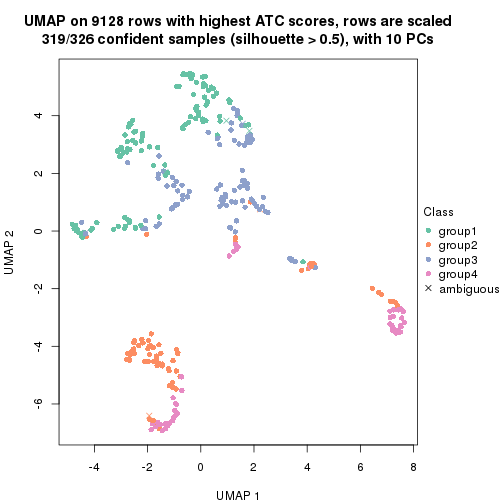 UMAP on 9128 rows with highest ATC scores, rows are scaled
319/326 confident samples (silhouette > 0.5), with 10 PCs
4
2
0
-2
-4
-6
UMAP 2
-4
-2
0
2
4
6
8
UMAP 1
Class
group1
group2
group3
group4
ambiguous